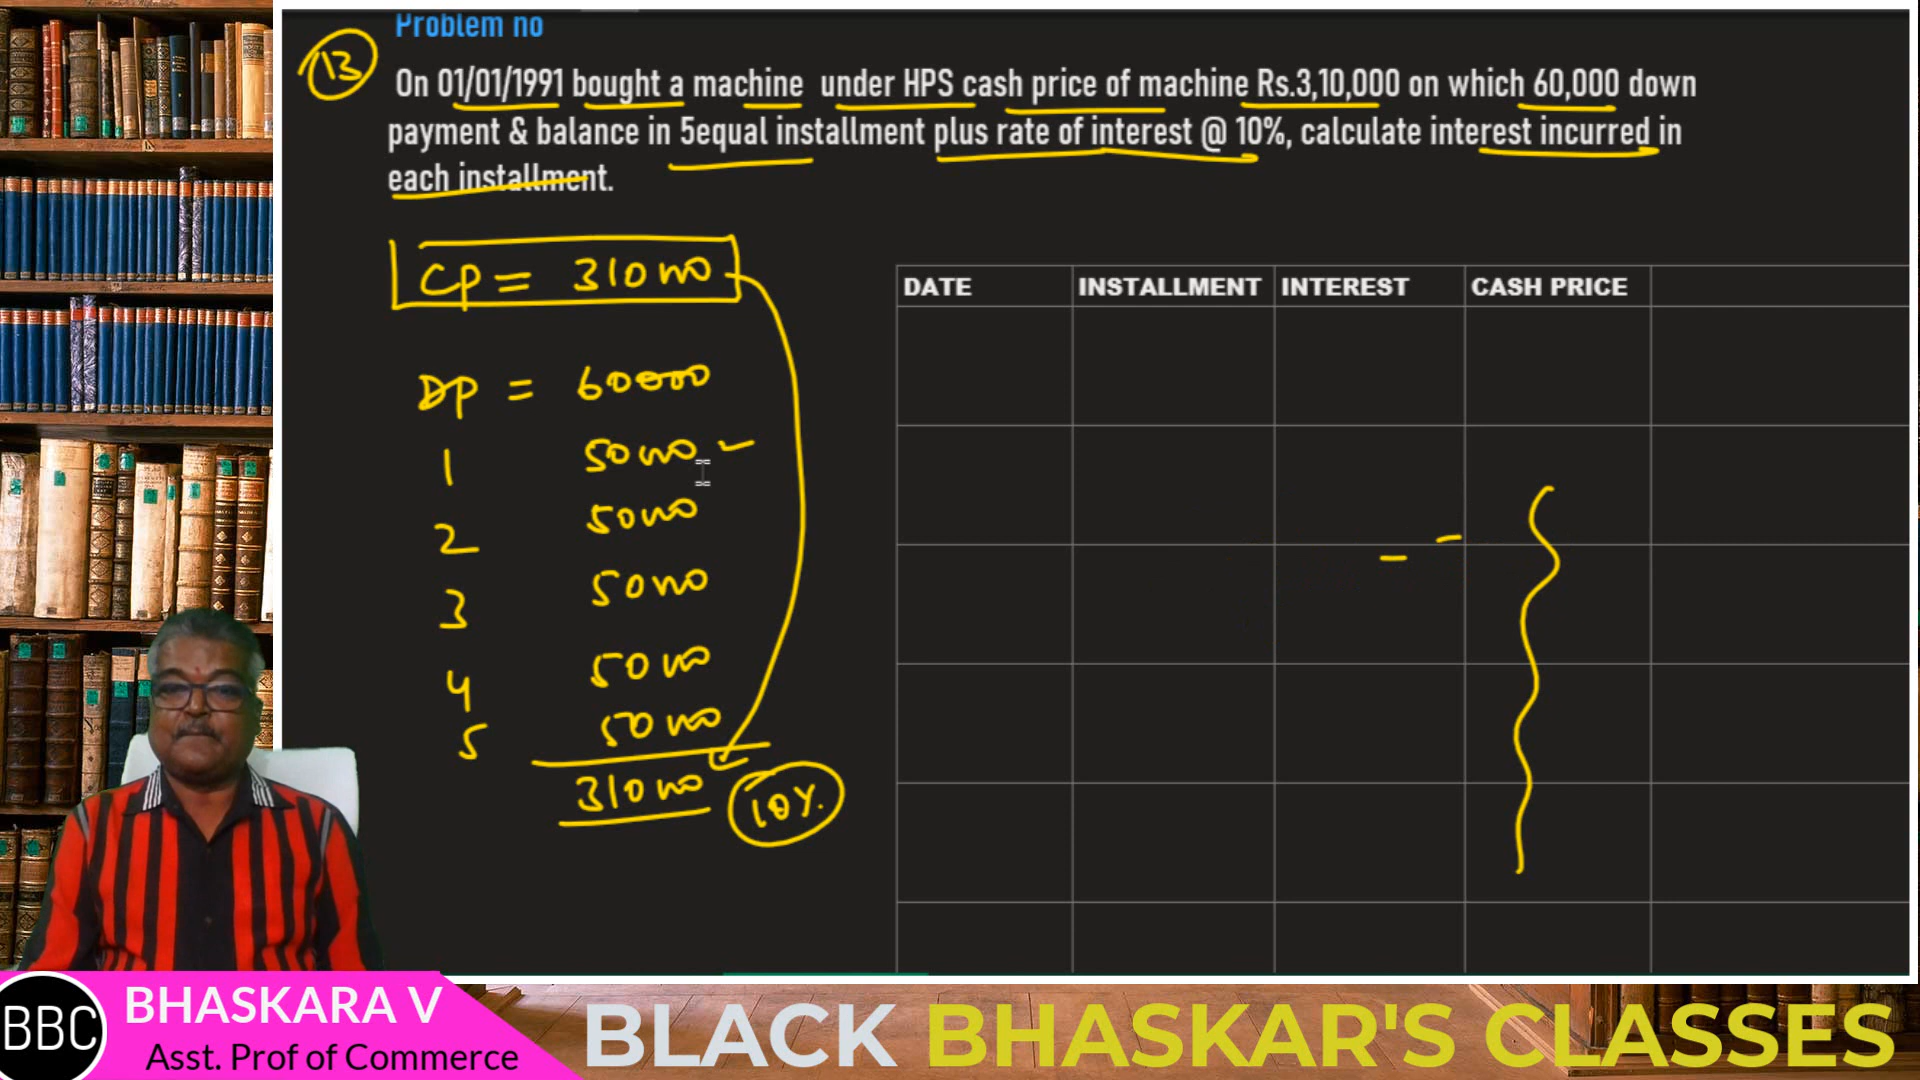 Problem no
13
On 01/01/1991 bought a machine under HPS cash price of machine Rs.3,10,000 on which 60,000 down
payment & balance in 5equal installment plus rate of interest @ 10%, calculate interest incurred in
each installment.
CP = 310000
DP = 60000
1 50000
2 50000
3 50000
4 50000
5 50000
310000 10%
DATE INSTALLMENT INTEREST CASH PRICE
BBC
BHASKARA V
Asst. Prof of Commerce
BLACK BHASKAR'S CLASSES